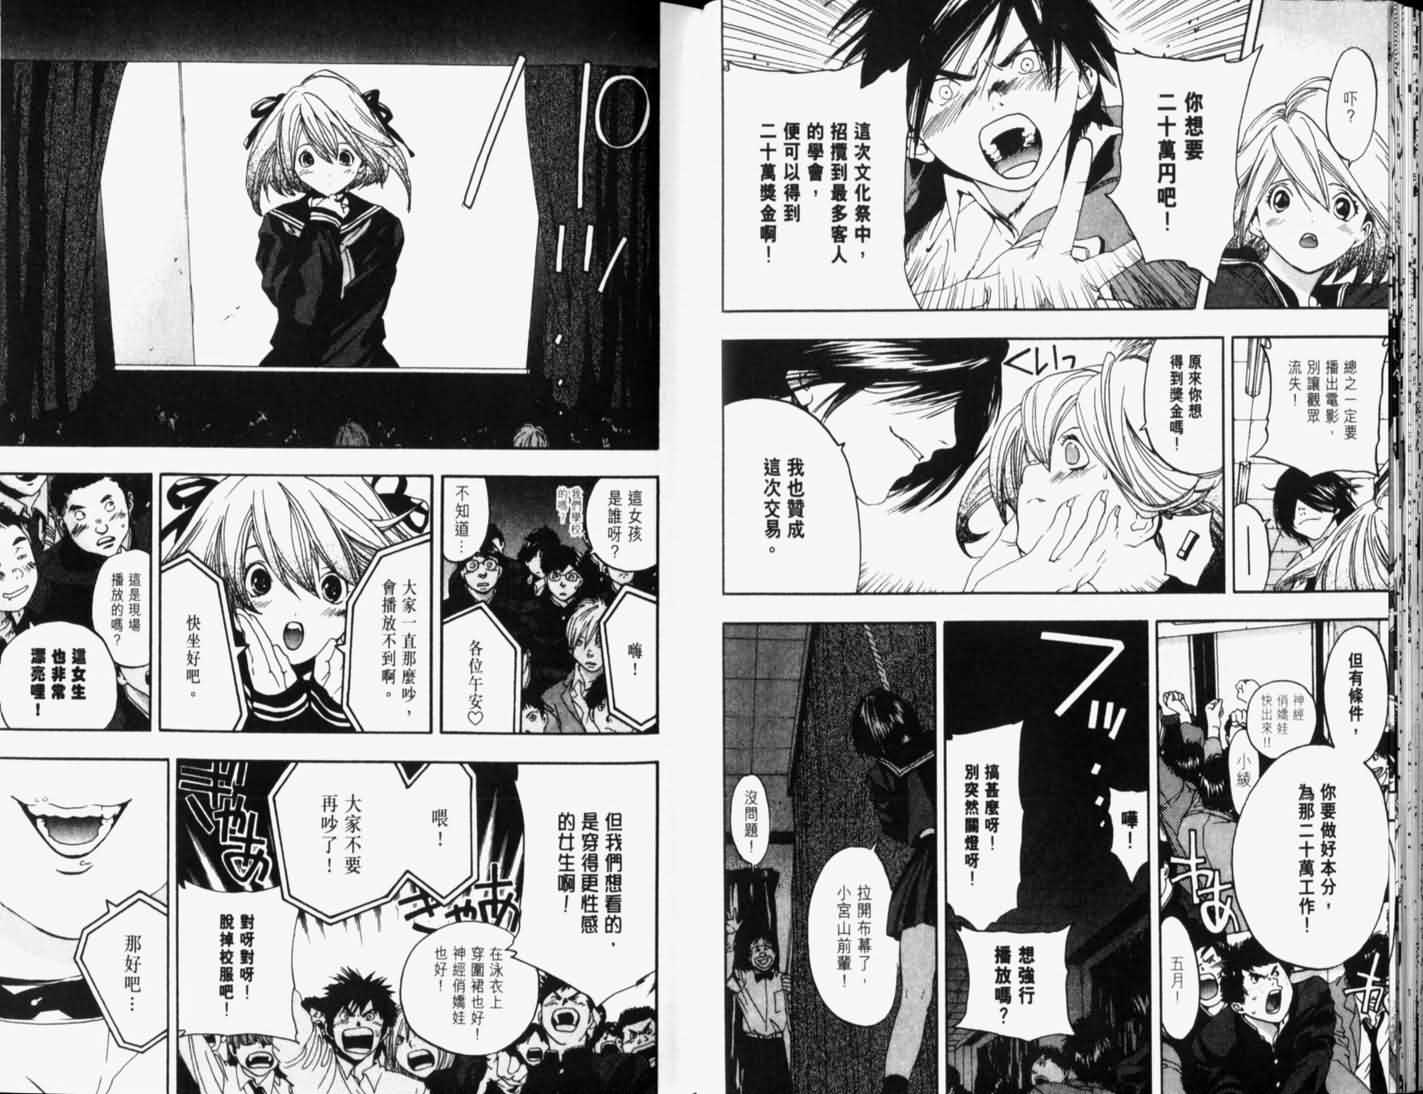 吓？
你想要
二十萬円吧！
這次文化祭中，
招攬到最多客人
的學會，
便可以得到
二十萬獎金啊！
總之一定要
播出電影，
別讓觀眾
流失！
原來你想
得到獎金嗎！
くいっ
！
我也贊成
這次交易。
但有條件，
你要做好本分，
為那二十萬工作！
神經
俏嬌娃
快出來!!
小綾
五月！
嘩！
搞甚麼呀！
別突然關燈呀！
想強行
播放嗎？
拉開布幕了，
小宮山前輩！
沒問題！
這女孩
是誰呀？
我們學校
的嗎？
不知道…
嗨！
各位午安♡
大家一直那麼吵，
會播放不到啊。
快坐好吧。
這是現場
播放的嗎？
這女生
也非常
漂亮哩！
但我們想看的，
是穿得更性感
的女生啊！
在泳衣上
穿圍裙也好！
神經俏嬌娃
也好！
喂！
大家不要
再吵了！
對呀對呀！
脫掉校服吧！
那好吧…